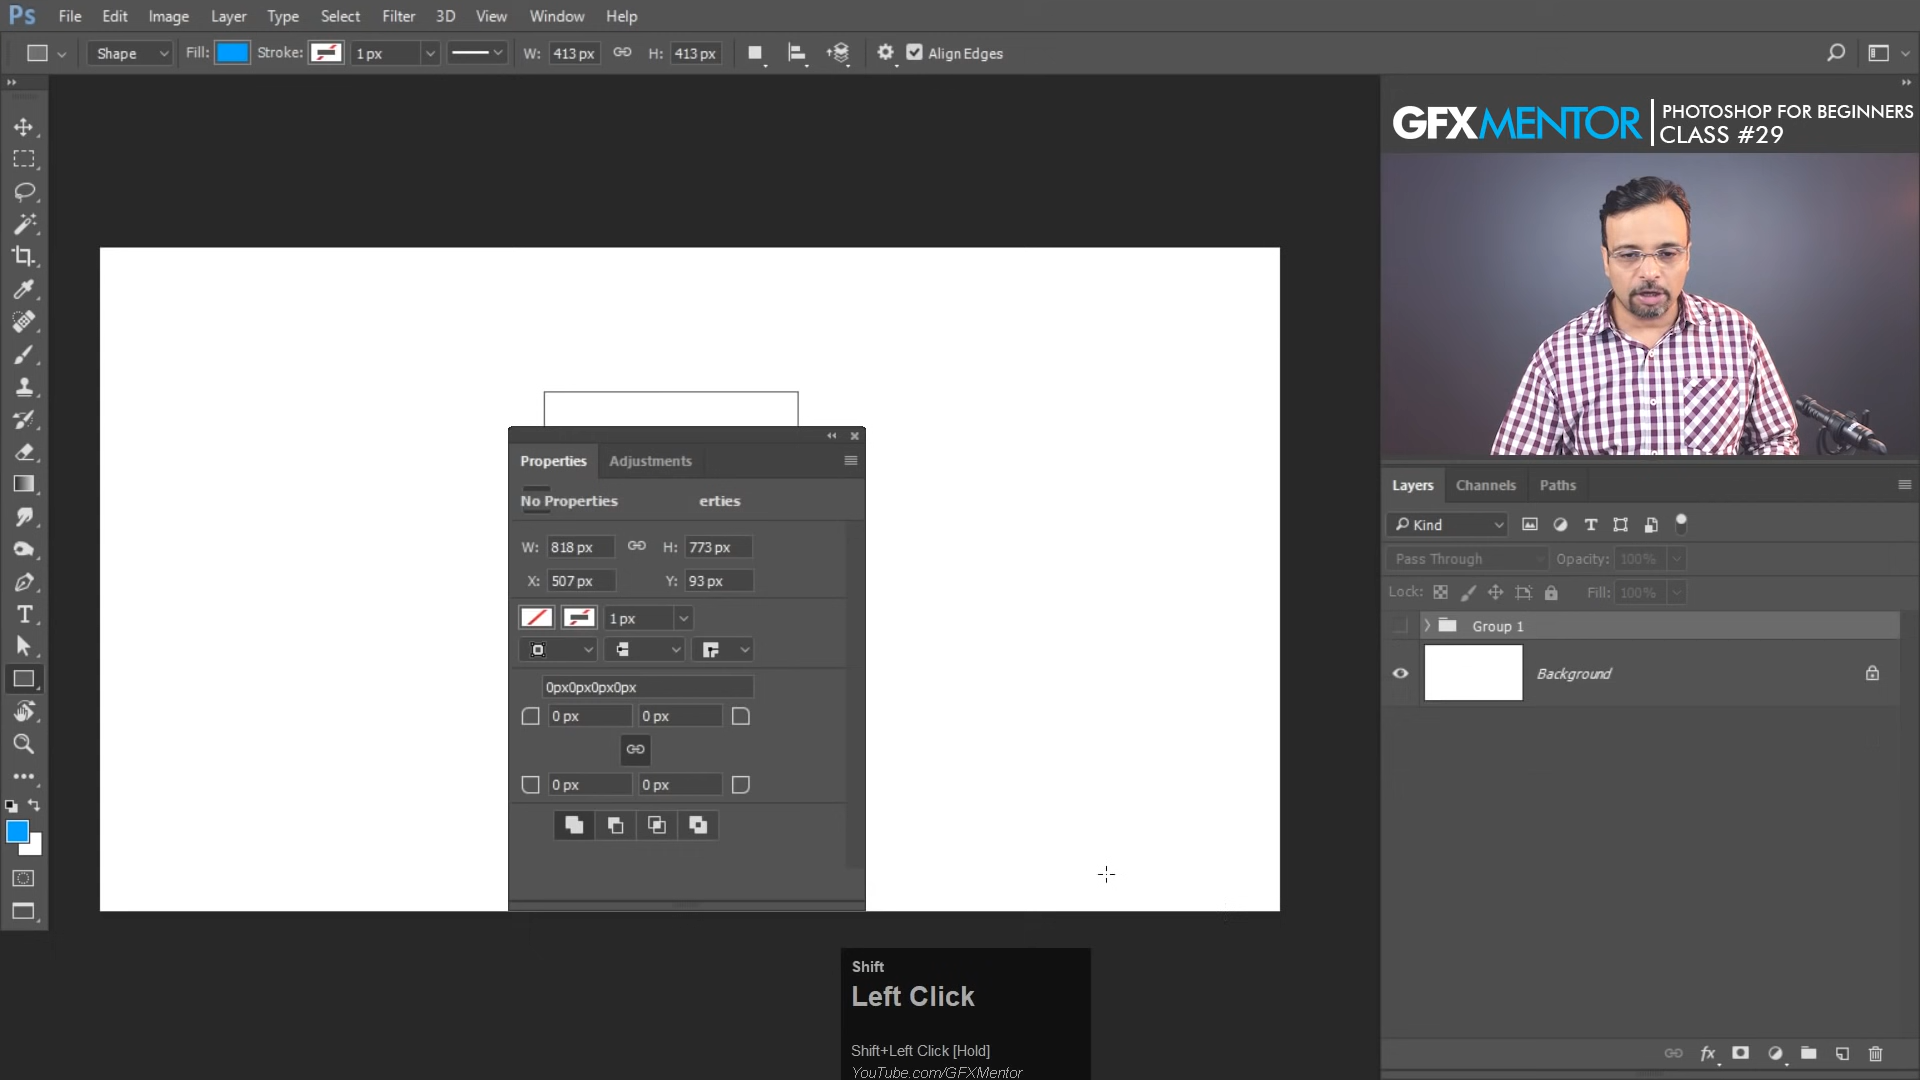 Ps File Edit Image Layer Type Select Filter 3D View Window Help
Shape Fill: Stroke: 1 px W: 413 px H: 413 px Align Edges
GFXMENTOR PHOTOSHOP FOR BEGINNERS
CLASS #29
Properties Adjustments
No Properties erties
W: 818 px H: 773 px
X: 507 px Y: 93 px
1 px
0px0px0px0px
0 px 0 px
0 px 0 px
Layers Channels Paths
Kind
Pass Through Opacity: 100%
Lock: Fill: 100%
Group 1
Background
Shift
Left Click
Shift+Left Click [Hold]
YouTube.com/GFXMentor